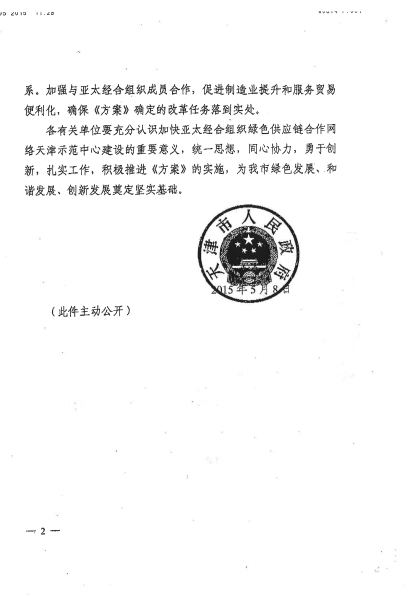 系。加强与亚太经合组织成员合作，促进制造业提升和服务贸易
便利化，确保《方案》确定的改革任务落到实处。
各有关单位要充分认识加快亚太经合组织绿色供应链合作网
络天津示范中心建设的重要意义，统一思想，同心协力，勇于创
新，扎实工作，积极推进《方案》的实施，为我市绿色发展、和
谐发展、创新发展奠定坚实基础。
天津市人民政府
2015年5月8日
（此件主动公开）
— 2 —